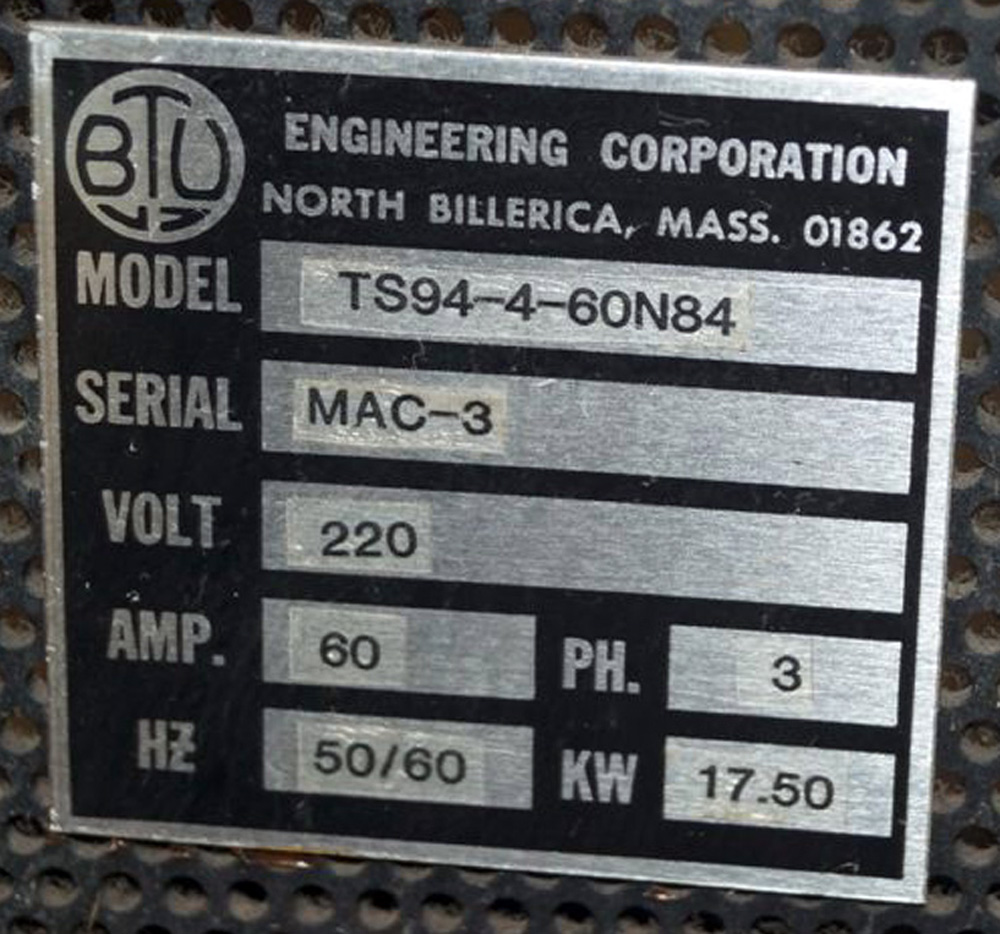 BTU
ENGINEERING CORPORATION
NORTH BILLERICA, MASS. 01862
MODEL TS94-4-60N84
SERIAL MAC-3
VOLT 220
AMP. 60 PH. 3
HZ 50/60 KW 17.50